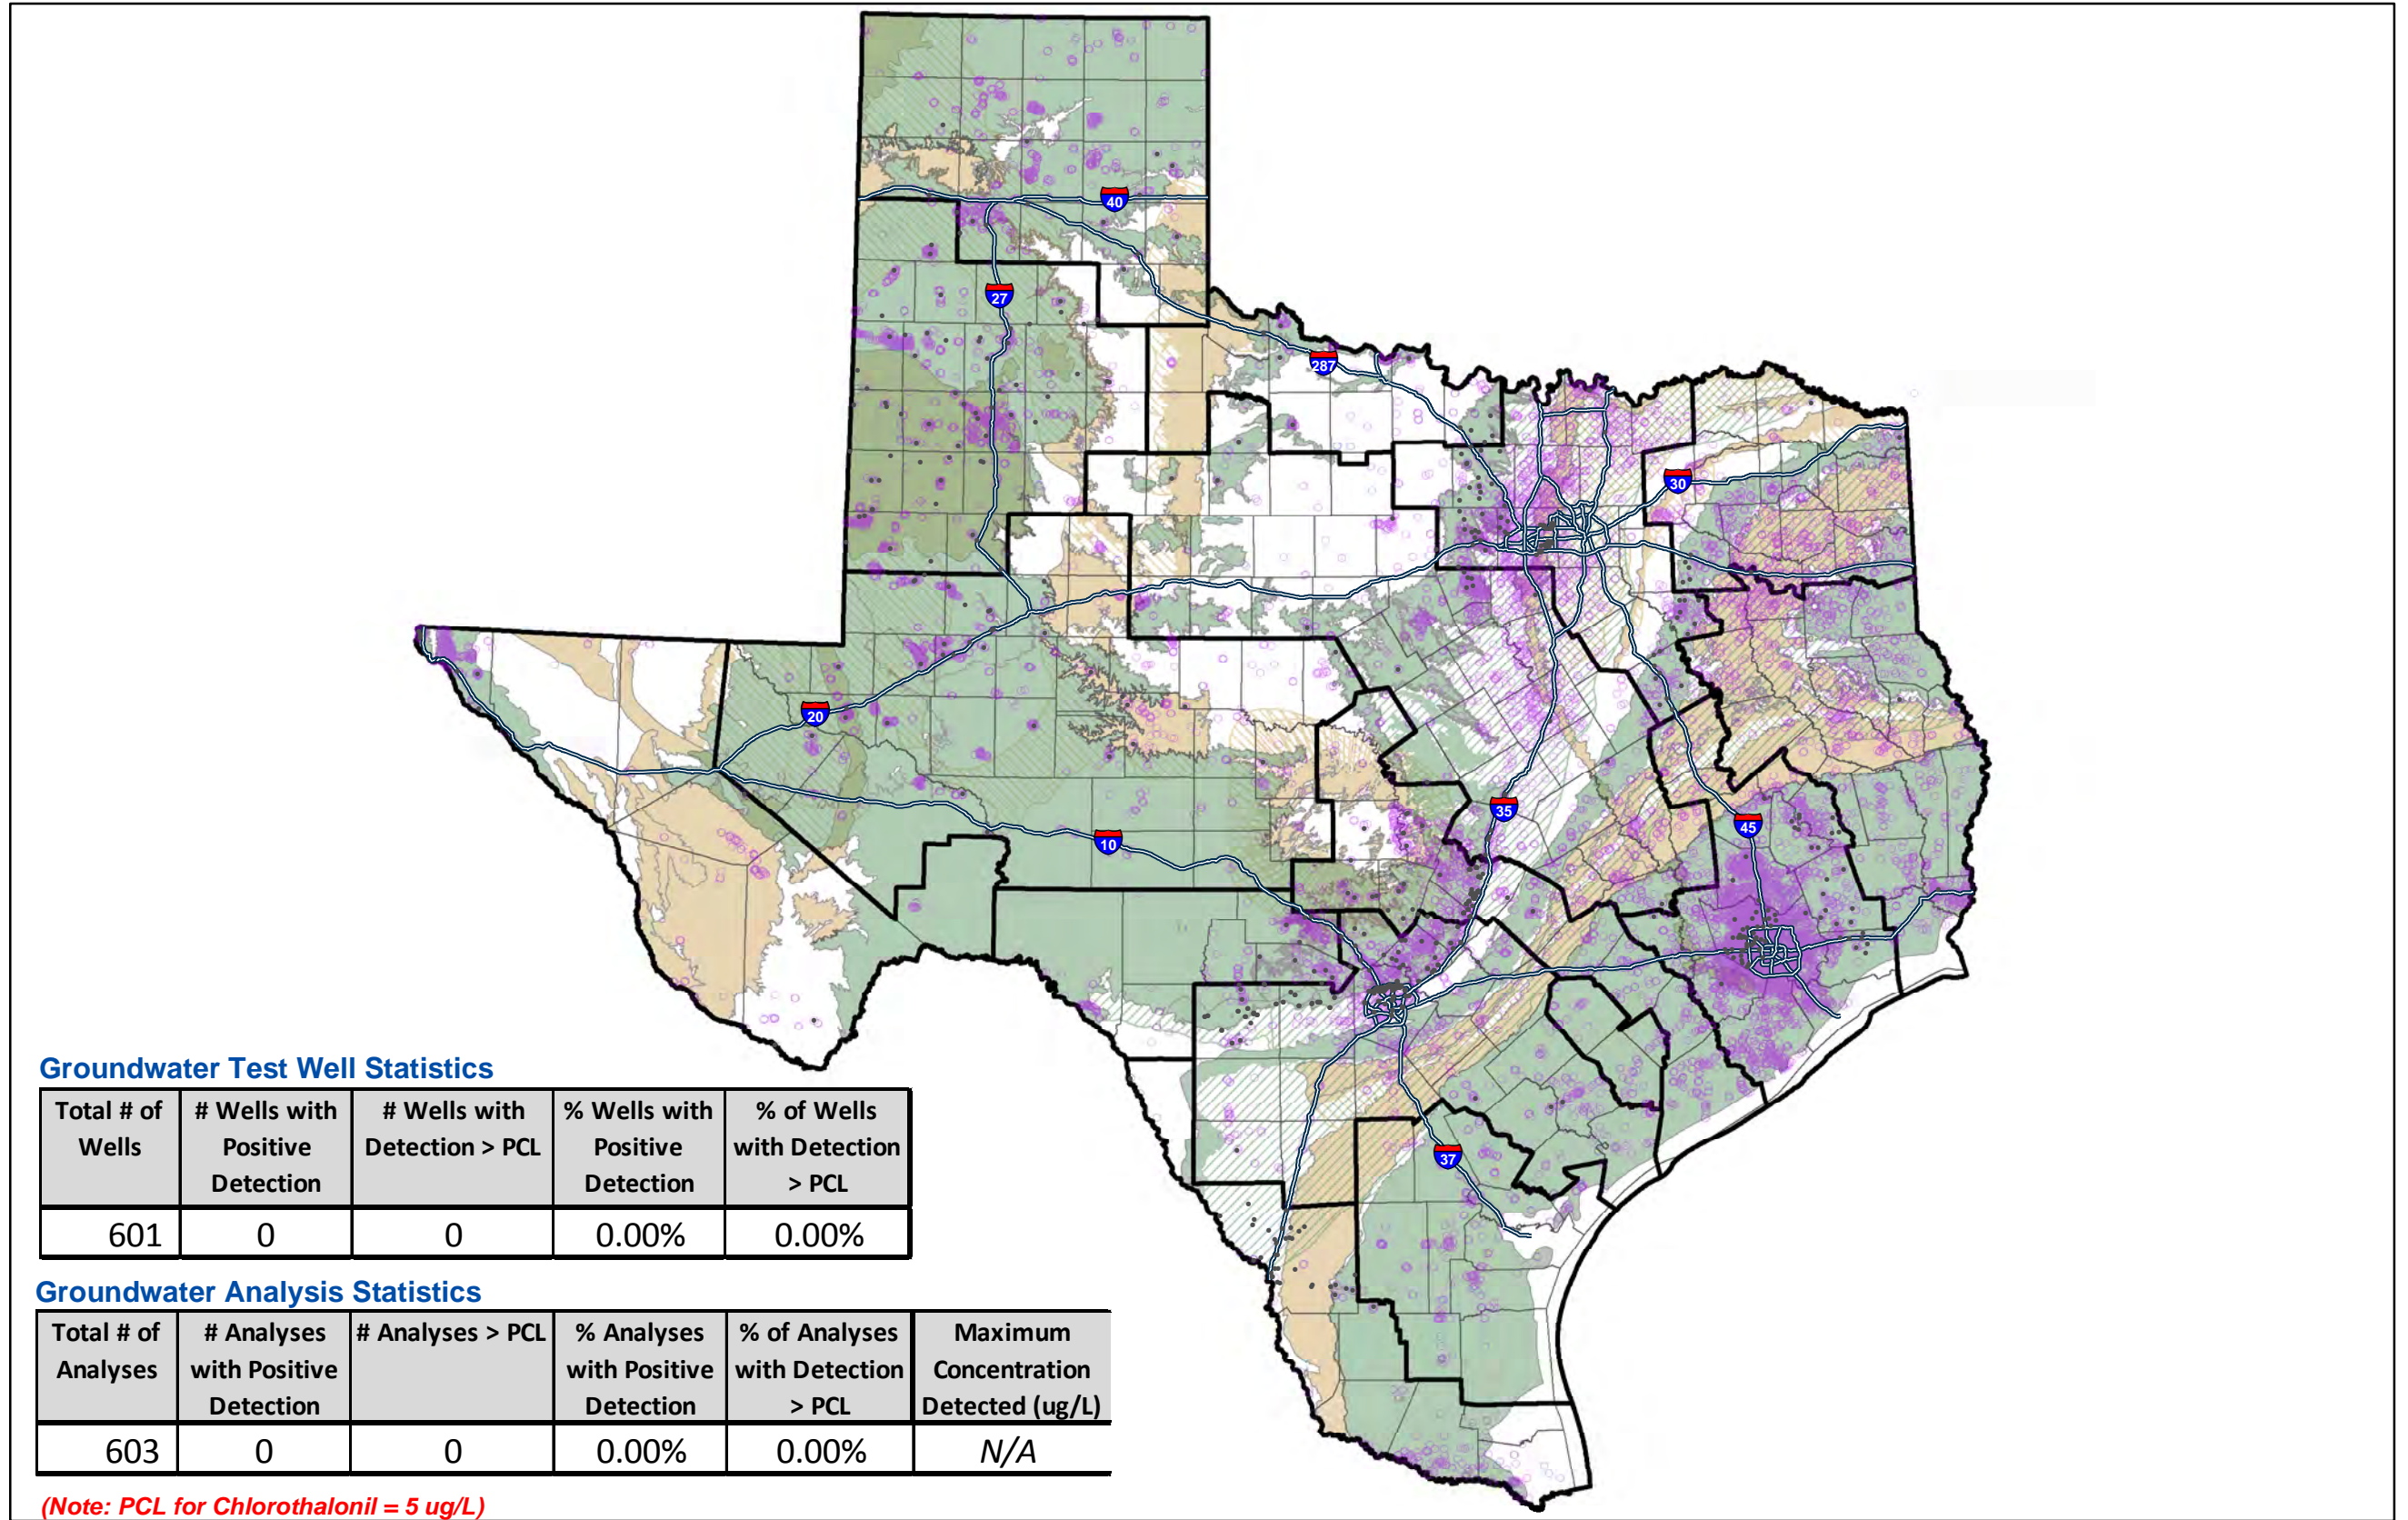 40
27
287
30
20
35
45
10
37
Groundwater Test Well Statistics
Total # of Wells | # Wells with Positive Detection | # Wells with Detection > PCL | % Wells with Positive Detection | % of Wells with Detection > PCL
601 | 0 | 0 | 0.00% | 0.00%
Groundwater Analysis Statistics
Total # of Analyses | # Analyses with Positive Detection | # Analyses > PCL | % Analyses with Positive Detection | % of Analyses with Detection > PCL | Maximum Concentration Detected (ug/L)
603 | 0 | 0 | 0.00% | 0.00% | N/A
(Note: PCL for Chlorothalonil = 5 ug/L)